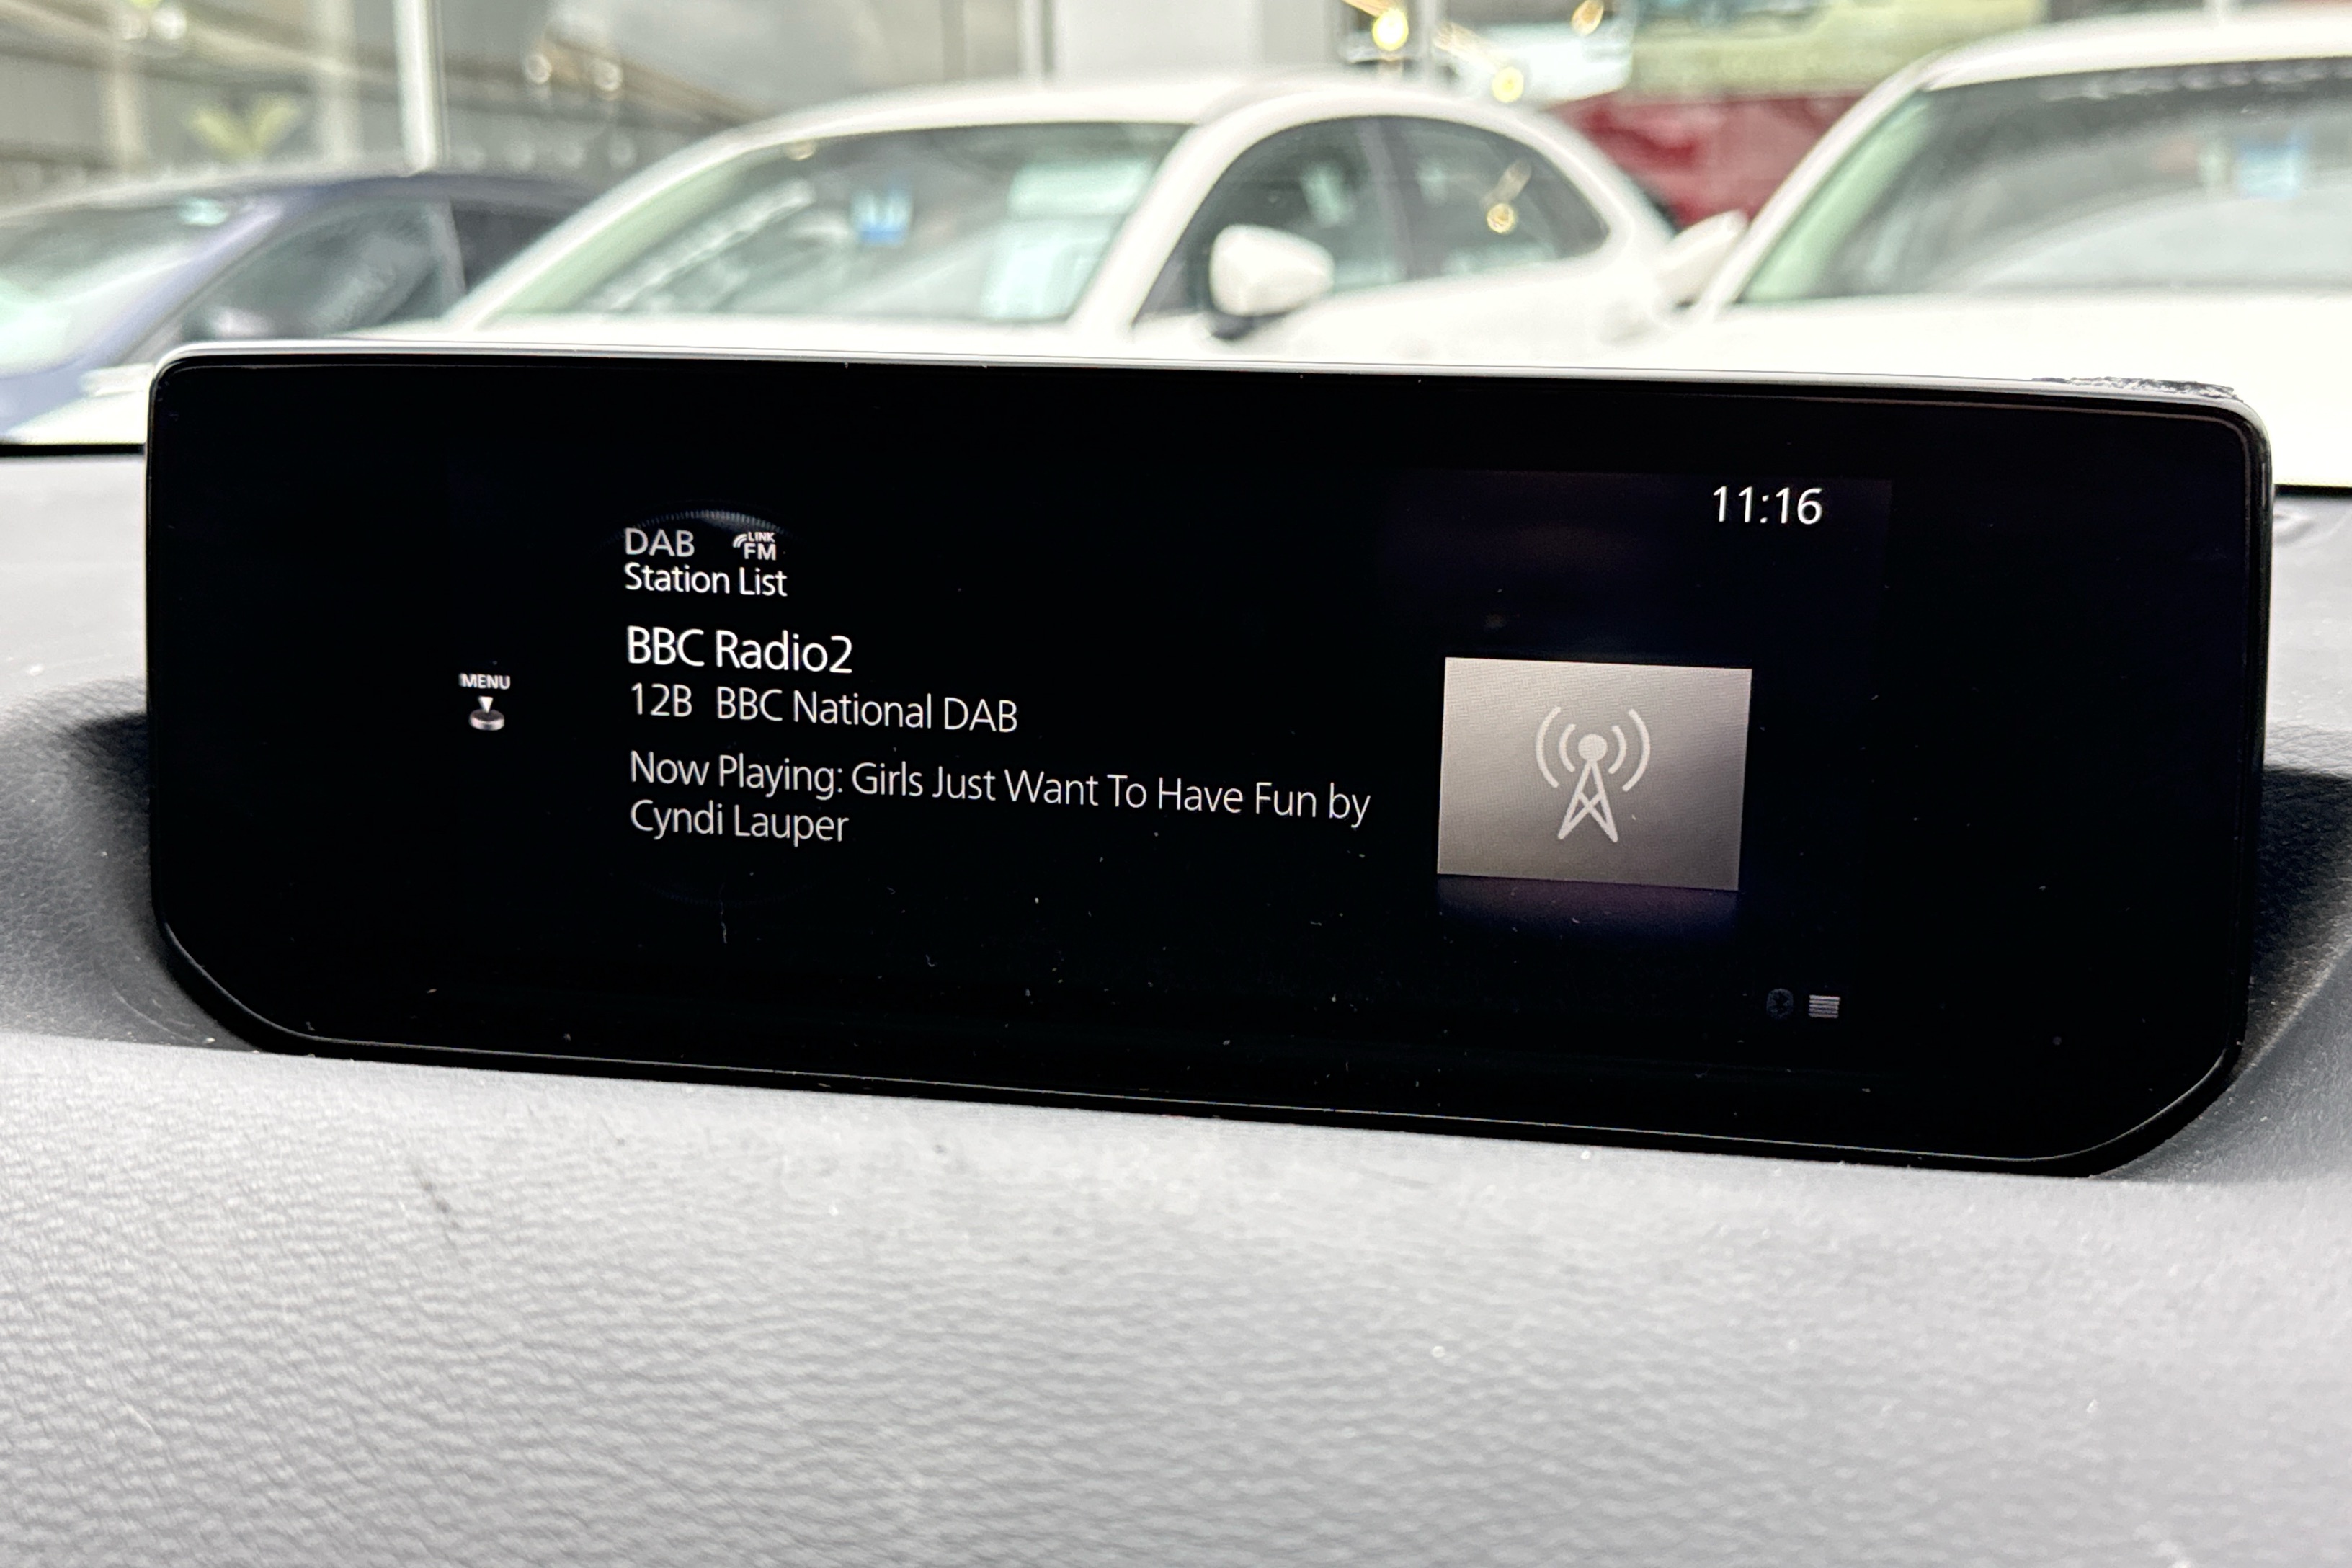 11:16
DAB LINK FM
Station List
BBC Radio2
12B BBC National DAB
MENU
Now Playing: Girls Just Want To Have Fun by
Cyndi Lauper